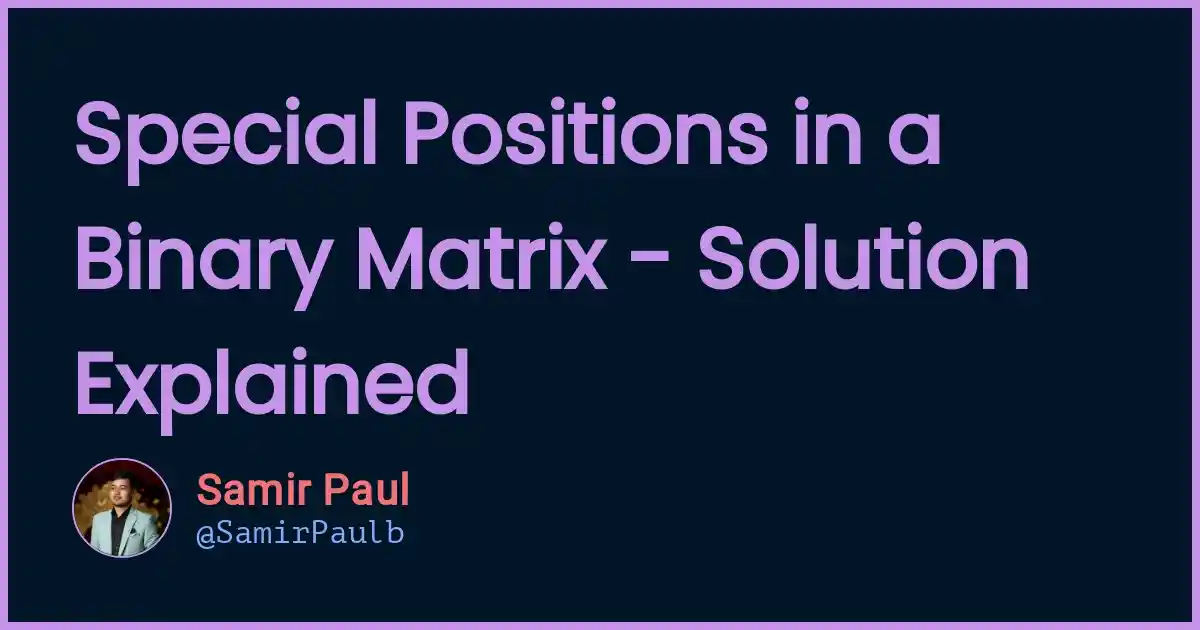 Special Positions in a
Binary Matrix - Solution
Explained
Samir Paul
@SamirPaulb